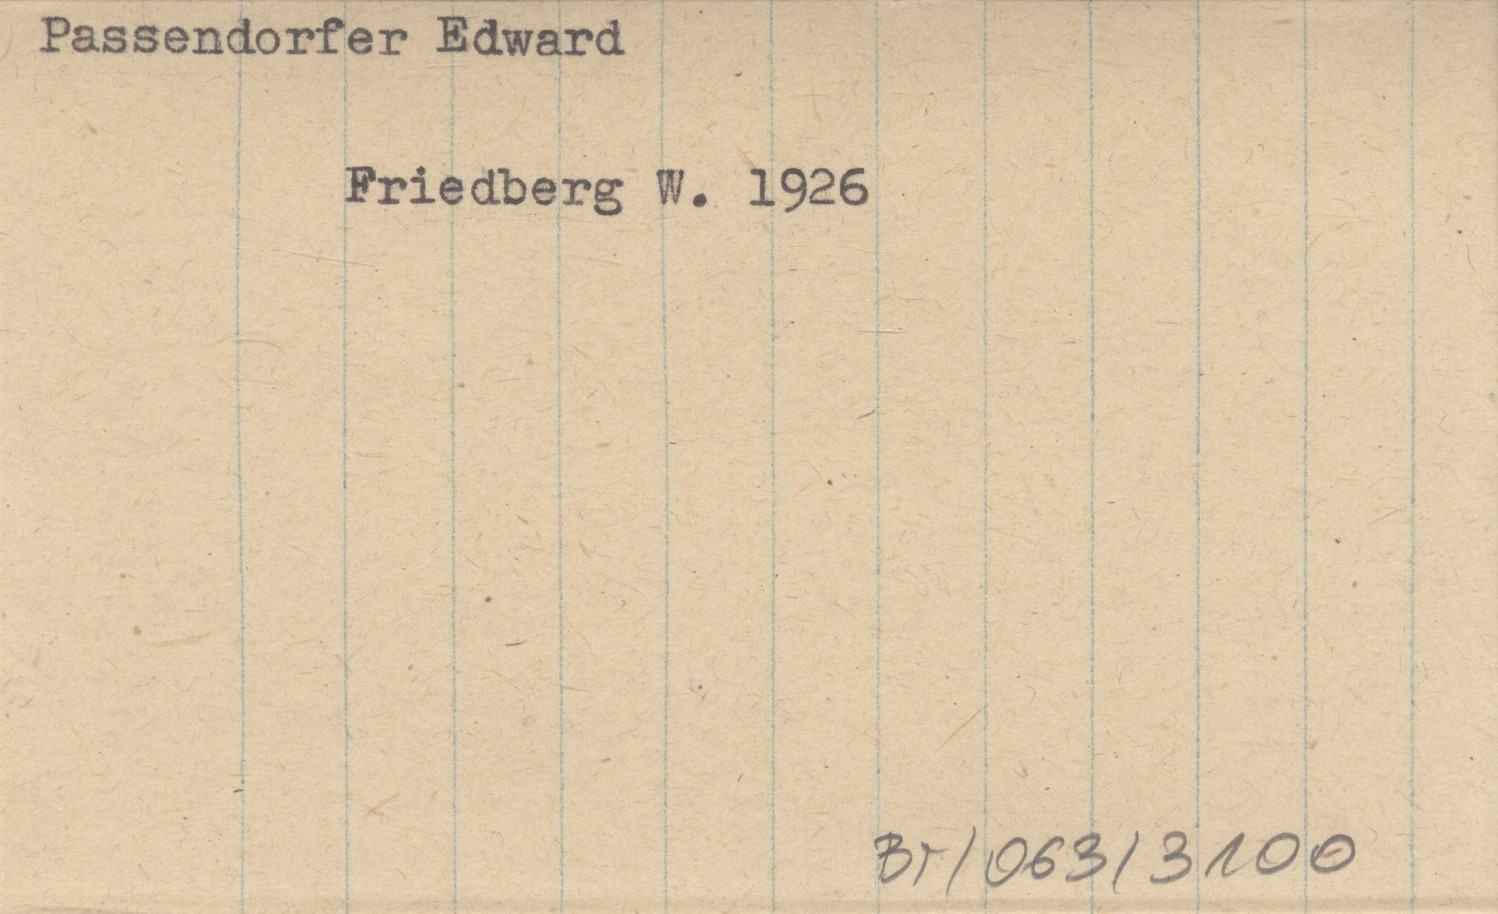 Passendorfer Edward
Friedberg W. 1926
Br/063/3100